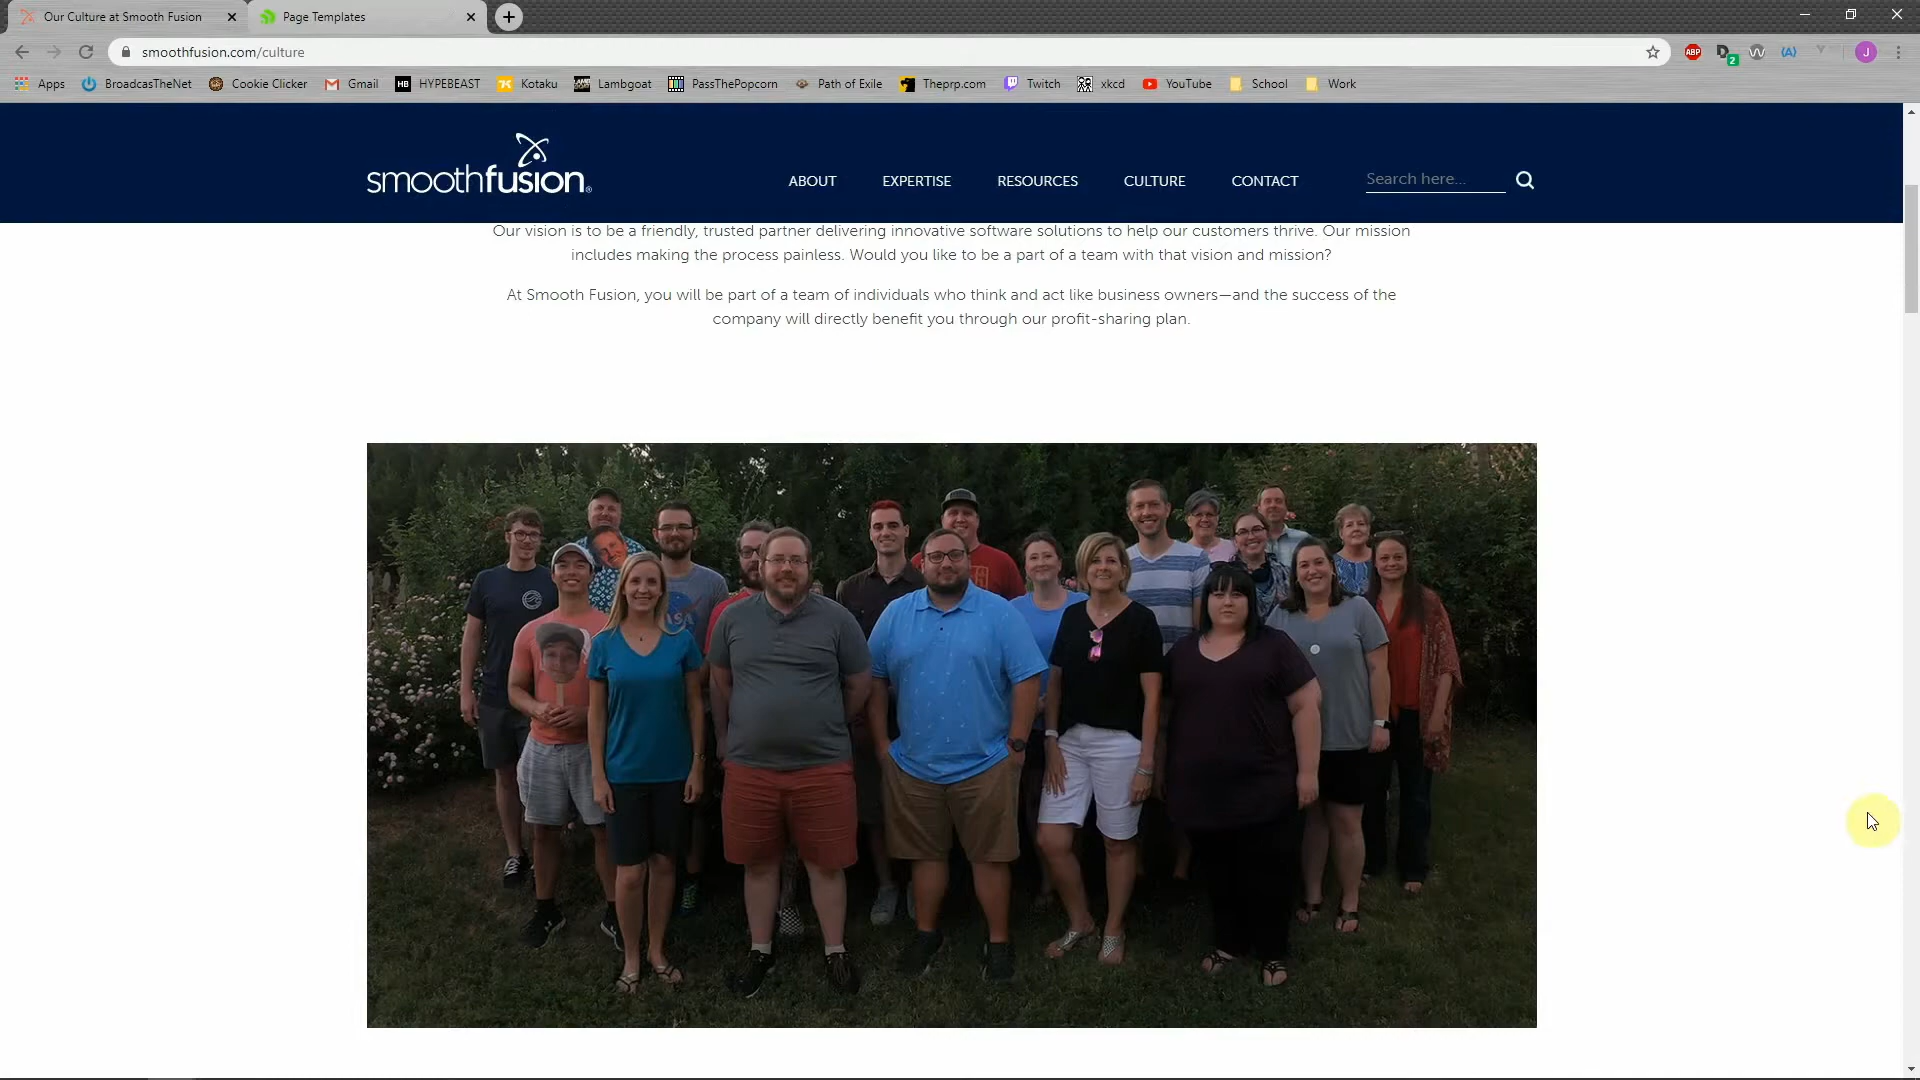 Our Culture at Smooth Fusion
Page Templates
smoothfusion.com/culture
ABP
2
J
Apps
BroadcasTheNet
Cookie Clicker
Gmail
HB HYPEBEAST
Kotaku
Lambgoat
PassThePopcorn
Path of Exile
Theprp.com
Twitch
xkcd
YouTube
School
Work
smoothfusion®
ABOUT
EXPERTISE
RESOURCES
CULTURE
CONTACT
Search here...
Our vision is to be a friendly, trusted partner delivering innovative software solutions to help our customers thrive. Our mission
includes making the process painless. Would you like to be a part of a team with that vision and mission?
At Smooth Fusion, you will be part of a team of individuals who think and act like business owners—and the success of the
company will directly benefit you through our profit-sharing plan.